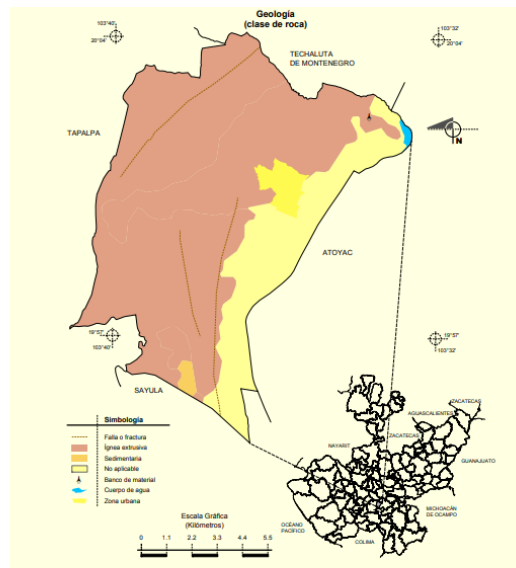 Geología
(clase de roca)
103°40'
20°04'
103°32'
20°04'
TECHALUTA
DE MONTENEGRO
TAPALPA
N
ATOYAC
19°57'
103°40'
19°57'
103°32'
SAYULA
Simbología
Falla o fractura
Ígnea extrusiva
Sedimentaria
No aplicable
Banco de material
Cuerpo de agua
Zona urbana
Escala Gráfica
(Kilómetros)
0 1.1 2.2 3.3 4.4 5.5
ZACATECAS
AGUASCALIENTES
NAYARIT
ZACATECAS
GUANAJUATO
MICHOACÁN
DE OCAMPO
OCÉANO
PACÍFICO
COLIMA